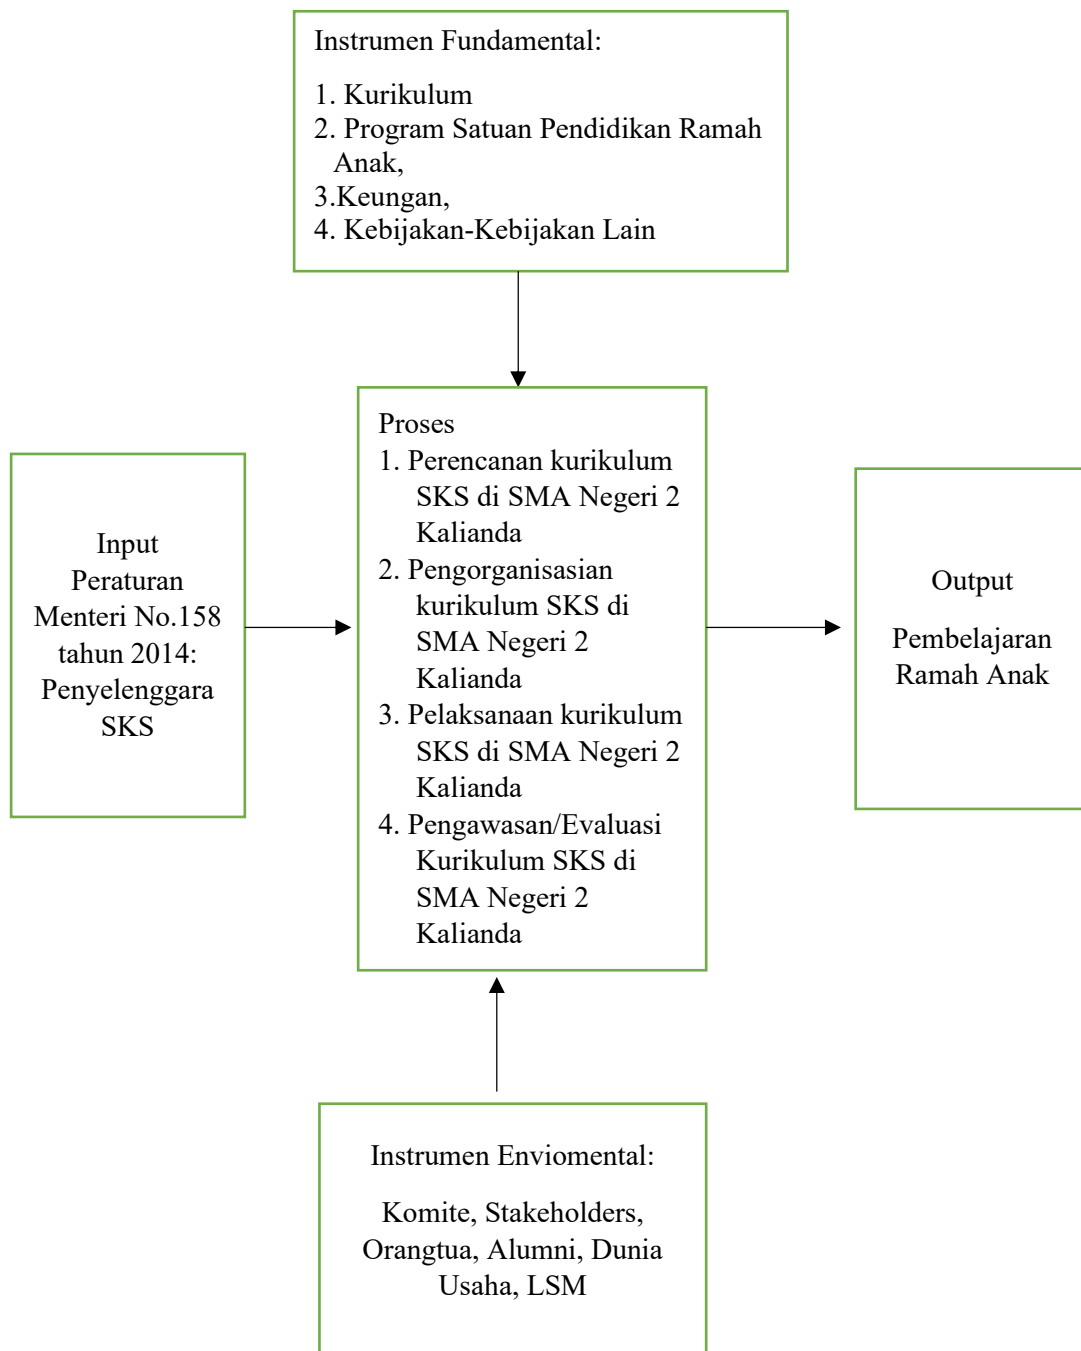 Instrumen Fundamental:
1. Kurikulum
2. Program Satuan Pendidikan Ramah
Anak,
3.Keungan,
4. Kebijakan-Kebijakan Lain
Input
Peraturan
Menteri No.158
tahun 2014:
Penyelenggara
SKS
Proses
1. Perencanan kurikulum
SKS di SMA Negeri 2
Kalianda
2. Pengorganisasian
kurikulum SKS di
SMA Negeri 2
Kalianda
3. Pelaksanaan kurikulum
SKS di SMA Negeri 2
Kalianda
4. Pengawasan/Evaluasi
Kurikulum SKS di
SMA Negeri 2
Kalianda
Output
Pembelajaran
Ramah Anak
Instrumen Enviomental:
Komite, Stakeholders,
Orangtua, Alumni, Dunia
Usaha, LSM